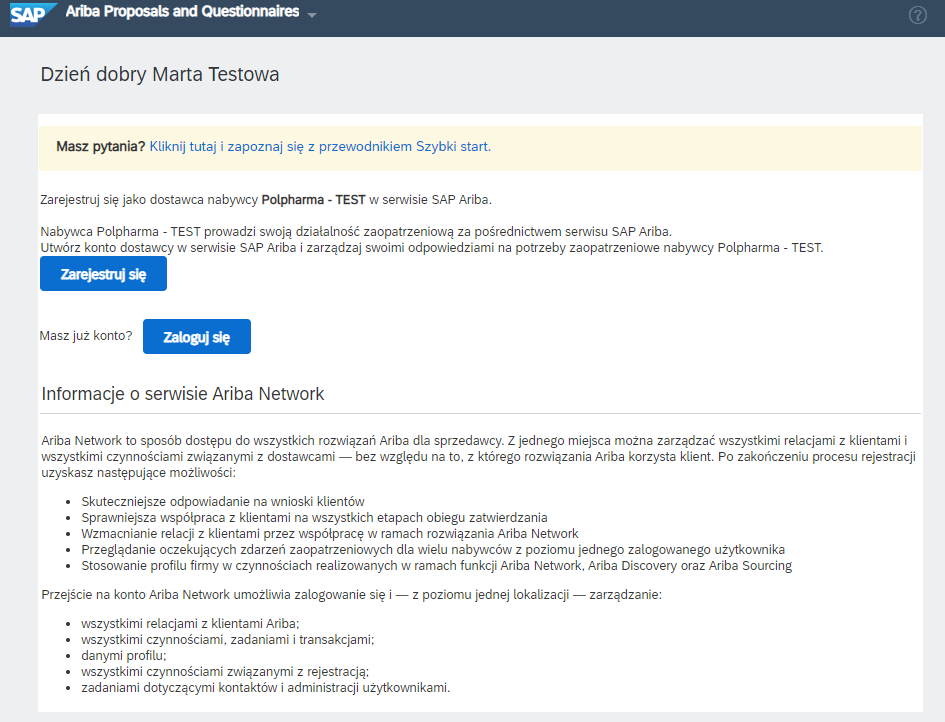 SAP Ariba Proposals and Questionnaires
Dzień dobry Marta Testowa
Masz pytania? Kliknij tutaj i zapoznaj się z przewodnikiem Szybki start.
Zarejestruj się jako dostawca nabywcy Polpharma - TEST w serwisie SAP Ariba.
Nabywca Polpharma - TEST prowadzi swoją działalność zaopatrzeniową za pośrednictwem serwisu SAP Ariba.
Utwórz konto dostawcy w serwisie SAP Ariba i zarządzaj swoimi odpowiedziami na potrzeby zaopatrzeniowe nabywcy Polpharma - TEST.
Zarejestruj się
Masz już konto? Zaloguj się
Informacje o serwisie Ariba Network
Ariba Network to sposób dostępu do wszystkich rozwiązań Ariba dla sprzedawcy. Z jednego miejsca można zarządzać wszystkimi relacjami z klientami i
wszystkimi czynnościami związanymi z dostawcami — bez względu na to, z którego rozwiązania Ariba korzysta klient. Po zakończeniu procesu rejestracji
uzyskasz następujące możliwości:
• Skuteczniejsze odpowiadanie na wnioski klientów
• Sprawniejsza współpraca z klientami na wszystkich etapach obiegu zatwierdzania
• Wzmacnianie relacji z klientami przez współpracę w ramach rozwiązania Ariba Network
• Przeglądanie oczekujących zdarzeń zaopatrzeniowych dla wielu nabywców z poziomu jednego zalogowanego użytkownika
• Stosowanie profilu firmy w czynnościach realizowanych w ramach funkcji Ariba Network, Ariba Discovery oraz Ariba Sourcing
Przejście na konto Ariba Network umożliwia zalogowanie się i — z poziomu jednej lokalizacji — zarządzanie:
• wszystkimi relacjami z klientami Ariba;
• wszystkimi czynnościami, zadaniami i transakcjami;
• danymi profilu;
• wszystkimi czynnościami związanymi z rejestracją;
• zadaniami dotyczącymi kontaktów i administracji użytkownikami.